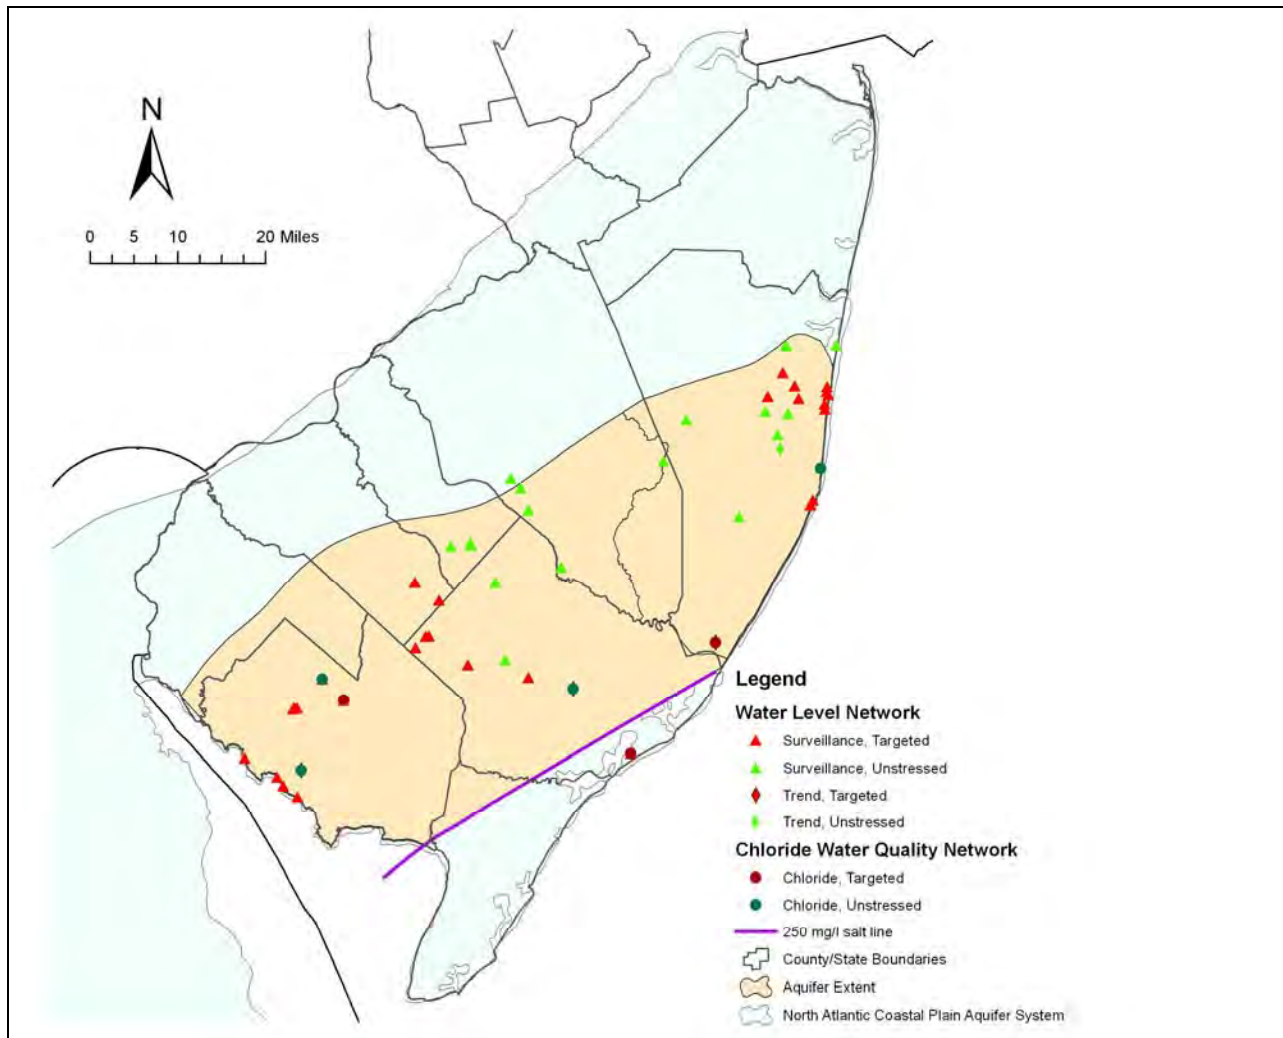 N
0 5 10 20 Miles
Legend
Water Level Network
Surveillance, Targeted
Surveillance, Unstressed
Trend, Targeted
Trend, Unstressed
Chloride Water Quality Network
Chloride, Targeted
Chloride, Unstressed
250 mg/l salt line
County/State Boundaries
Aquifer Extent
North Atlantic Coastal Plain Aquifer System